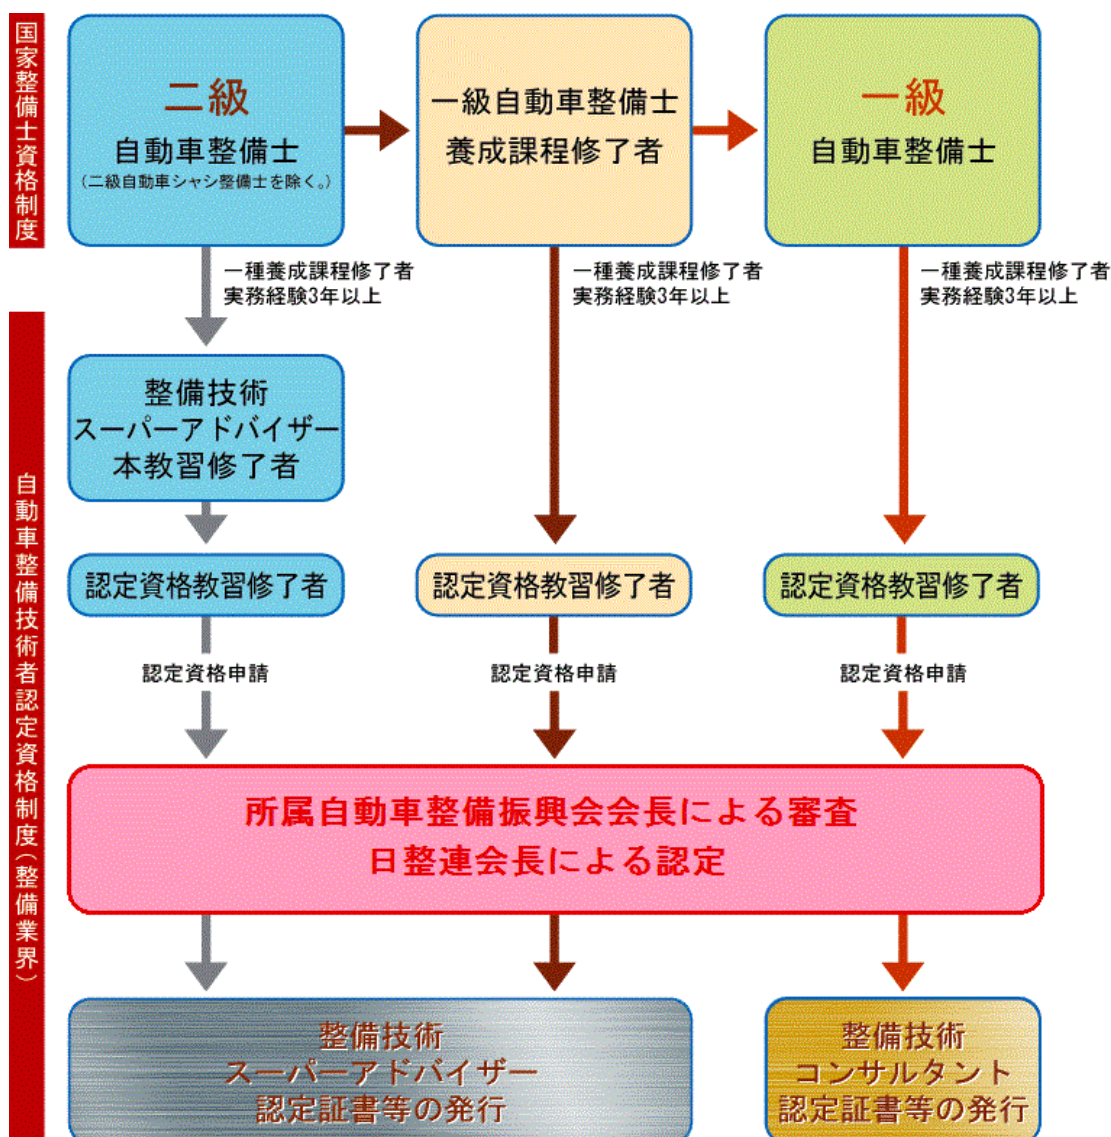 国家整備士資格制度
二級
自動車整備士
(二級自動車シャシ整備士を除く。)
一級自動車整備士
養成課程修了者
一級
自動車整備士
一種養成課程修了者
実務経験3年以上
一種養成課程修了者
実務経験3年以上
一種養成課程修了者
実務経験3年以上
自動車整備技術者認定資格制度(整備業界)
整備技術
スーパーアドバイザー
本教習修了者
認定資格教習修了者
認定資格教習修了者
認定資格教習修了者
認定資格申請
認定資格申請
認定資格申請
所属自動車整備振興会会長による審査
日整連会長による認定
整備技術
スーパーアドバイザー
認定証書等の発行
整備技術
コンサルタント
認定証書等の発行